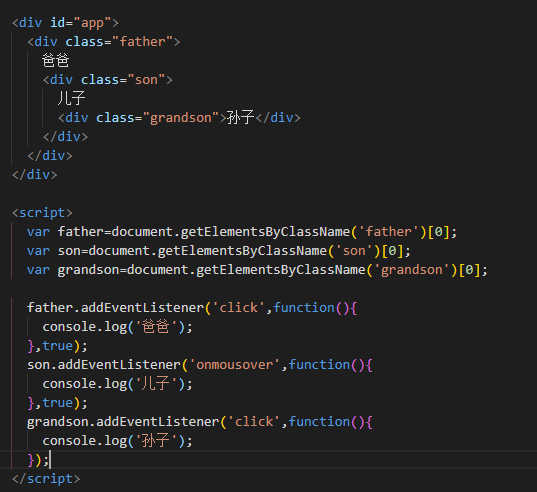 <div id="app">
<div class="father">
爸爸
<div class="son">
儿子
<div class="grandson">孙子</div>
</div>
</div>
</div>
<script>
var father=document.getElementsByClassName('father')[0];
var son=document.getElementsByClassName('son')[0];
var grandson=document.getElementsByClassName('grandson')[0];
father.addEventListener('click',function(){
console.log('爸爸');
},true);
son.addEventListener('onmousover',function(){
console.log('儿子');
},true);
grandson.addEventListener('click',function(){
console.log('孙子');
});
</script>